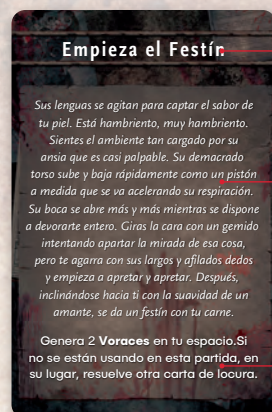 Empieza el Festín
Sus lenguas se agitan para captar el sabor de
tu piel. Está hambriento, muy hambriento.
Sientes el ambiente tan cargado por su
ansia que es casi palpable. Su demacrado
torso sube y baja rápidamente como un pistón
a medida que se va acelerando su respiración.
Su boca se abre más y más mientras se dispone
a devorarte entero. Giras la cara con un gemido
intentando apartar la mirada de esa cosa,
pero te agarra con sus largos y afilados dedos
y empieza a apretar y apretar. Después,
inclinándose hacia ti con la suavidad de un
amante, se da un festín con tu carne.
Genera 2 Voraces en tu espacio.Si
no se están usando en esta partida, en
su lugar, resuelve otra carta de locura.